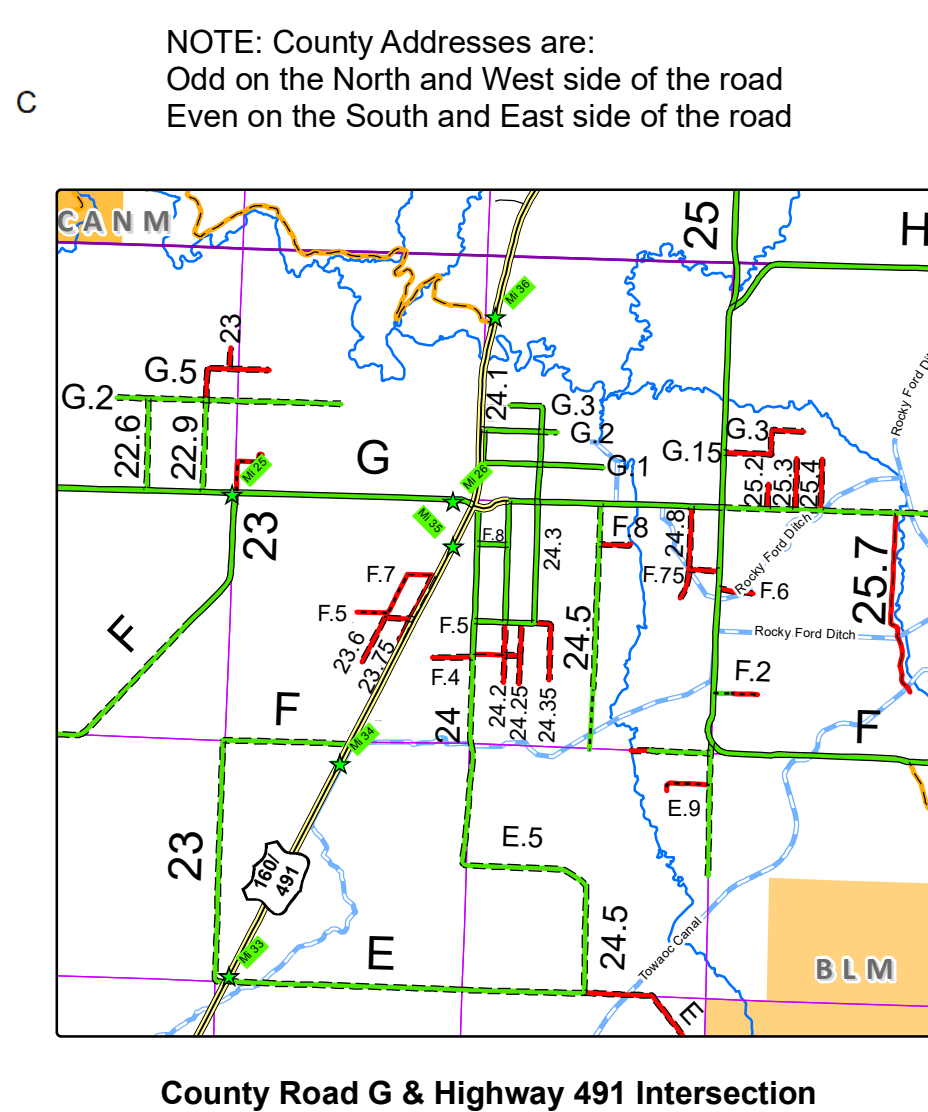 NOTE: County Addresses are:
Odd on the North and West side of the road
C
Even on the South and East side of the road
CANM
25
H
Mi 36
23
G.5
G.2
24.1
G.3
G.2
22.6
22.9
G
G.1
G.15
G.3
25.2
25.3
25.4
Rocky Ford Di
Mi 25
Mi 26
Mi 35
23
F.8
24.3
F.8
24.8
Rocky Ford Ditch
25.7
F.7
F.75
F.6
F
F.5
F.5
24.5
Rocky Ford Ditch
23.6
23.75
F.4
24.2
24.25
24.35
F.2
F
24
F
Mi 34
E.9
23
E.5
160/
491
24.5
Mi 33
E
Towaoc Canal
BLM
E
County Road G & Highway 491 Intersection